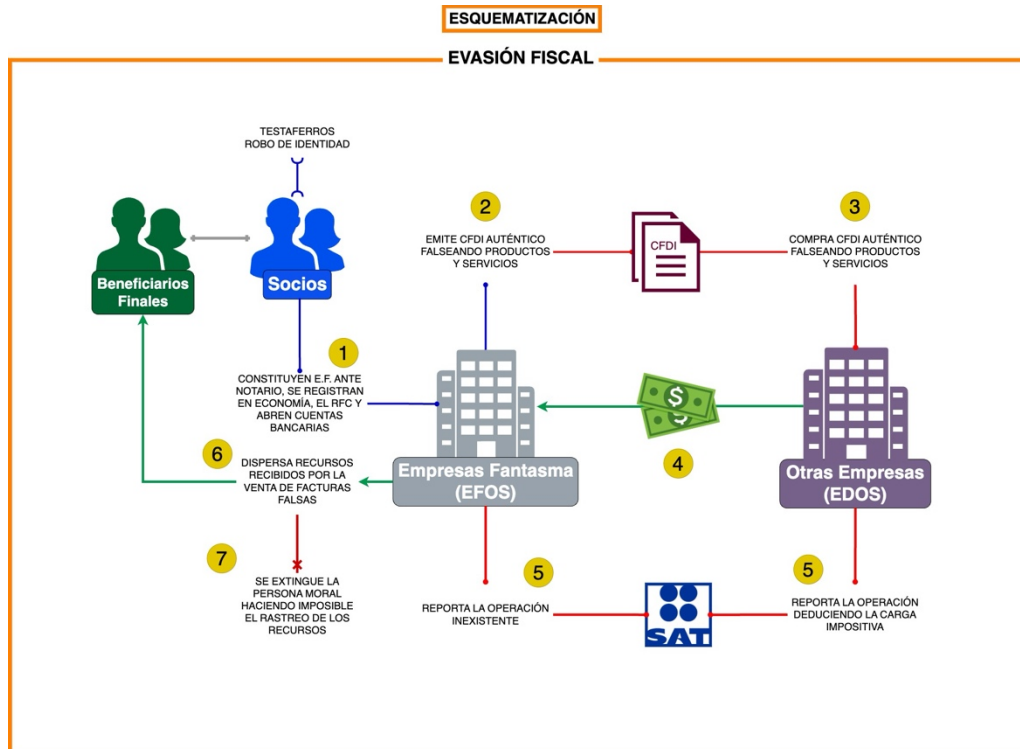 ESQUEMATIZACIÓN
EVASIÓN FISCAL
TESTAFERROS
ROBO DE IDENTIDAD
Beneficiarios
Finales
Socios
1
CONSTITUYEN E.F. ANTE
NOTARIO, SE REGISTRAN
EN ECONOMÍA, EL RFC Y
ABREN CUENTAS
BANCARIAS
2
EMITE CFDI AUTÉNTICO
FALSEANDO PRODUCTOS
Y SERVICIOS
CFDI
3
COMPRA CFDI AUTÉNTICO
FALSEANDO PRODUCTOS
Y SERVICIOS
$
$
4
Empresas Fantasma
(EFOS)
Otras Empresas
(EDOS)
5
REPORTA LA OPERACIÓN
INEXISTENTE
SAT
5
REPORTA LA OPERACIÓN
DEDUCIENDO LA CARGA
IMPOSITIVA
6
DISPERSA RECURSOS
RECIBIDOS POR LA
VENTA DE FACTURAS
FALSAS
7
SE EXTINGUE LA
PERSONA MORAL
HACIENDO IMPOSIBLE
EL RASTREO DE LOS
RECURSOS